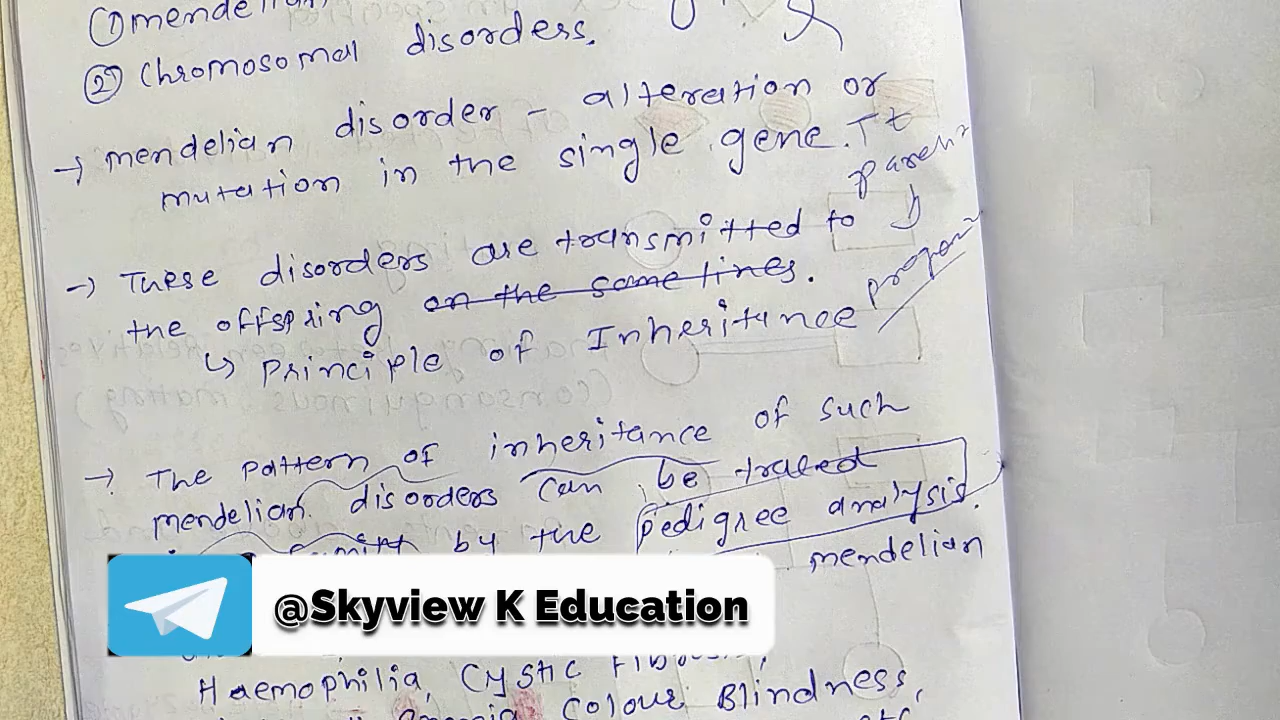 ① mendelian
② Chromosomal disorders.
→ mendelian disorder - alteration or
mutation in the single gene.
→ These disorders are transmitted to
the offspring on the same lines.
↳ Principle of Inheritance
→ The pattern of inheritance of such
mendelian disorders can be traced
by the pedigree analysis.
mendelian
@Skyview K Education
Haemophilia, Cystic Fibrosis,
Colour Blindness,
etc